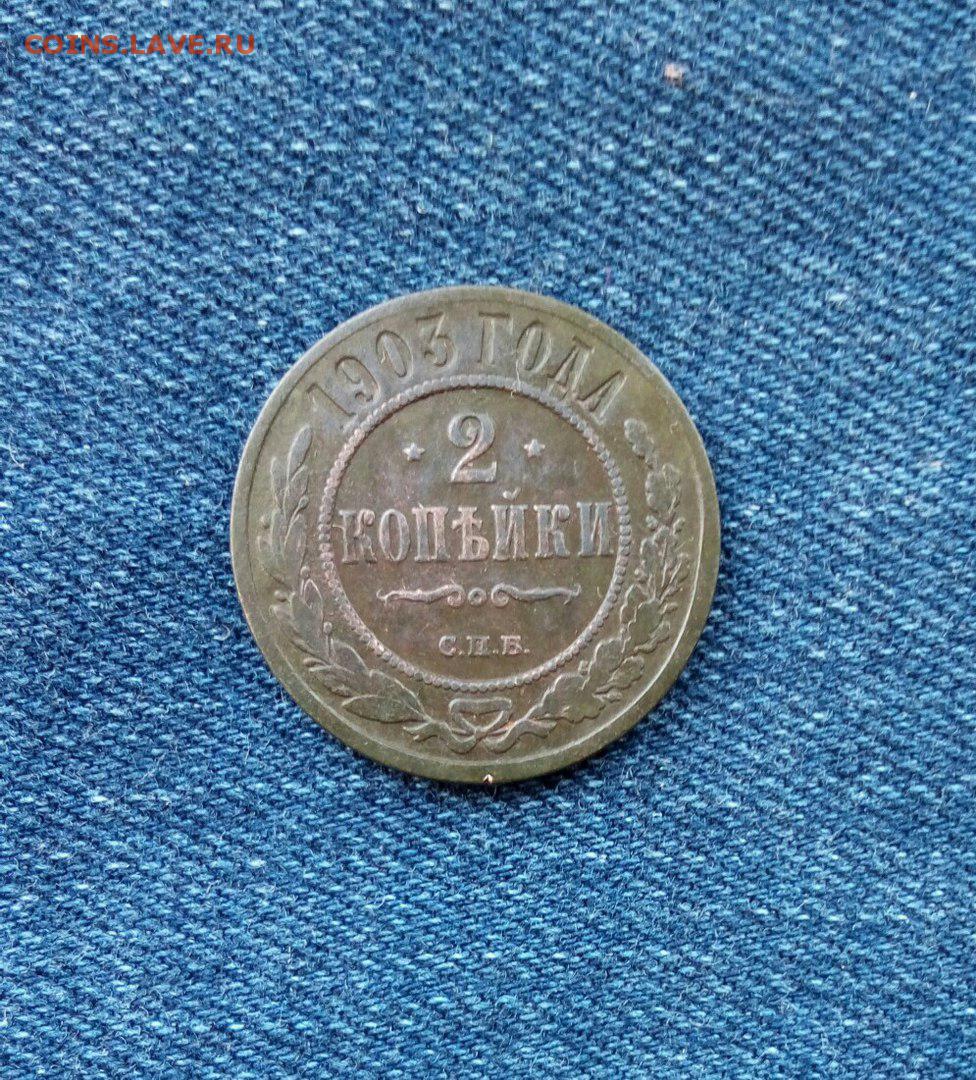 COINS.LAVE.RU
1903 ГОДА
2
КОПѢЙКИ
С.П.Б.